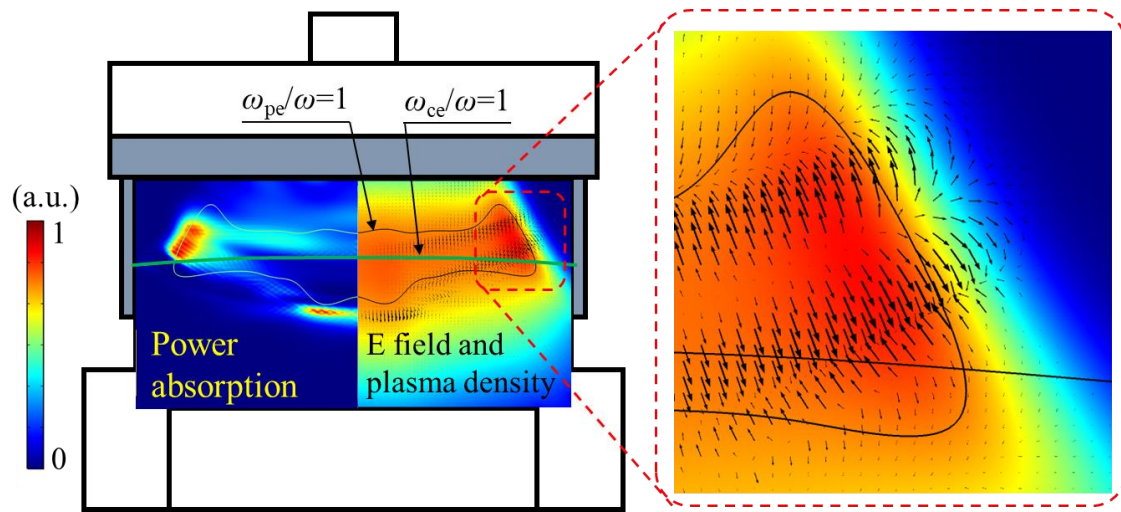 ω_pe/ω=1
ω_ce/ω=1
(a.u.)
1
0
Power
absorption
E field and
plasma density